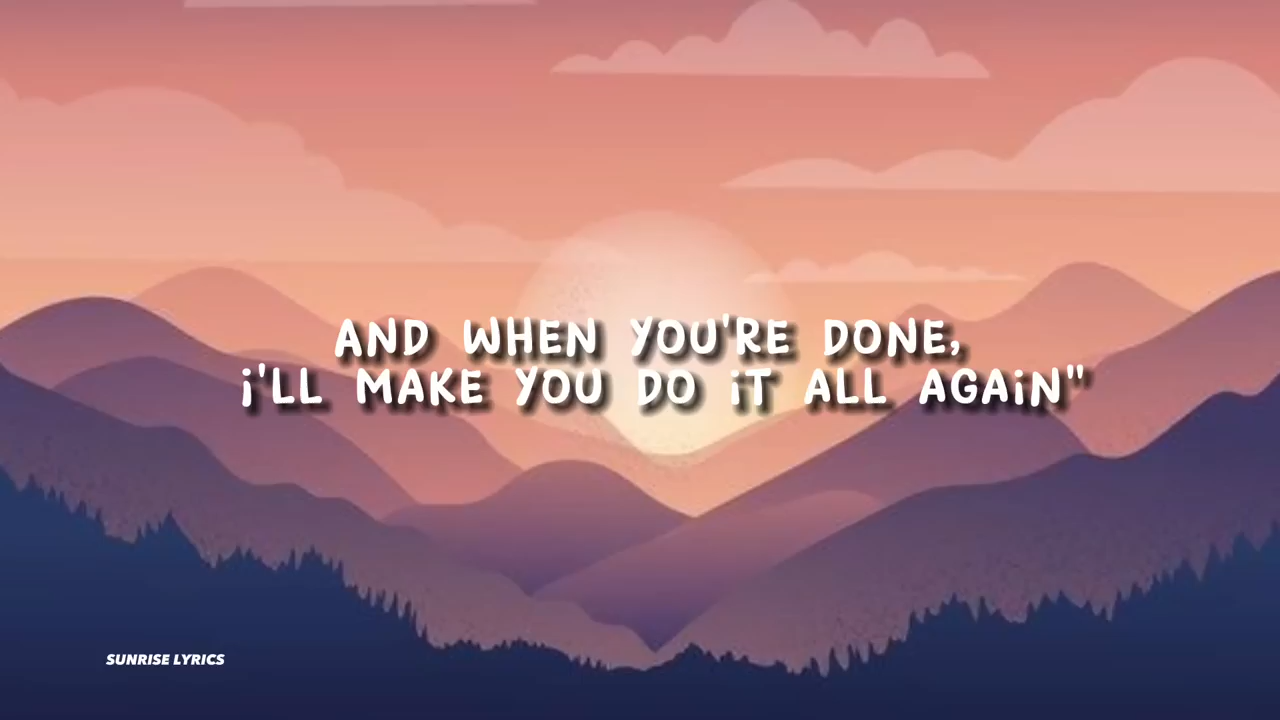 AND WHEN YOU'RE DONE,
i'LL MAKE YOU DO iT ALL AGAiN"
SUNRISE LYRICS